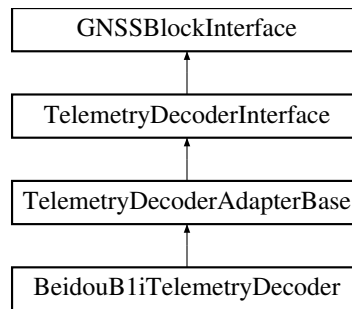 GNSSBlockInterface
TelemetryDecoderInterface
TelemetryDecoderAdapterBase
BeidouB1iTelemetryDecoder